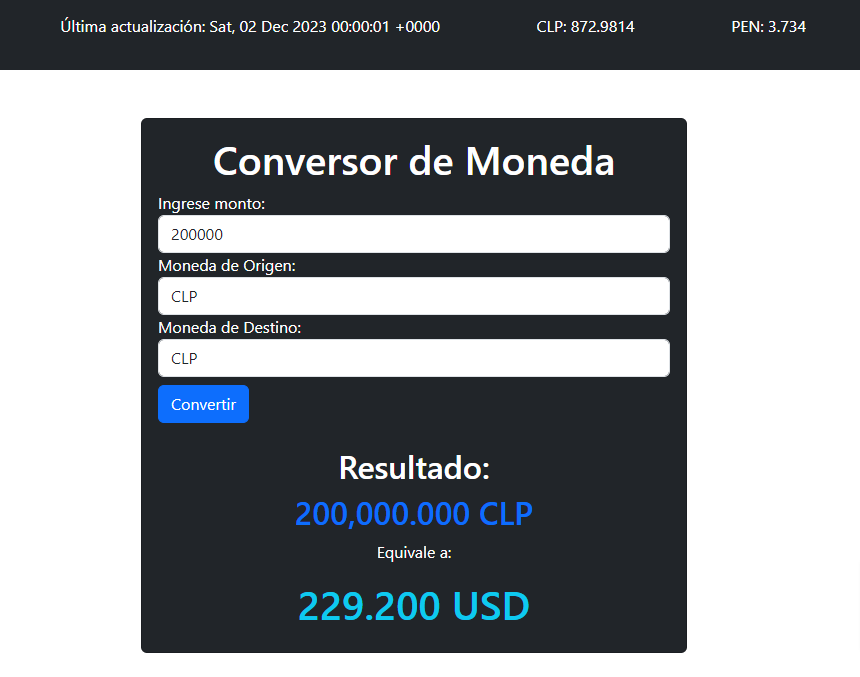 Última actualización: Sat, 02 Dec 2023 00:00:01 +0000 CLP: 872.9814 PEN: 3.734
Conversor de Moneda
Ingrese monto:
200000
Moneda de Origen:
CLP
Moneda de Destino:
CLP
Convertir
Resultado:
200,000.000 CLP
Equivale a:
229.200 USD